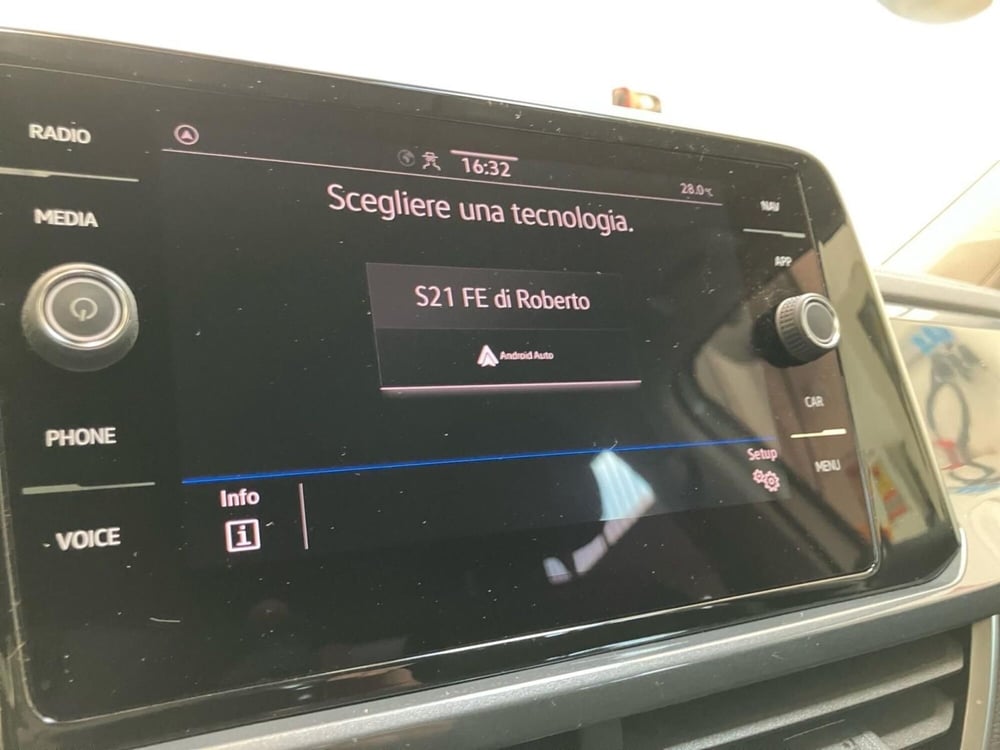 RADIO
MEDIA
PHONE
VOICE
16:32
28.0°C
Scegliere una tecnologia.
S21 FE di Roberto
Android Auto
Info
i
Setup
NAV
APP
CAR
MENU